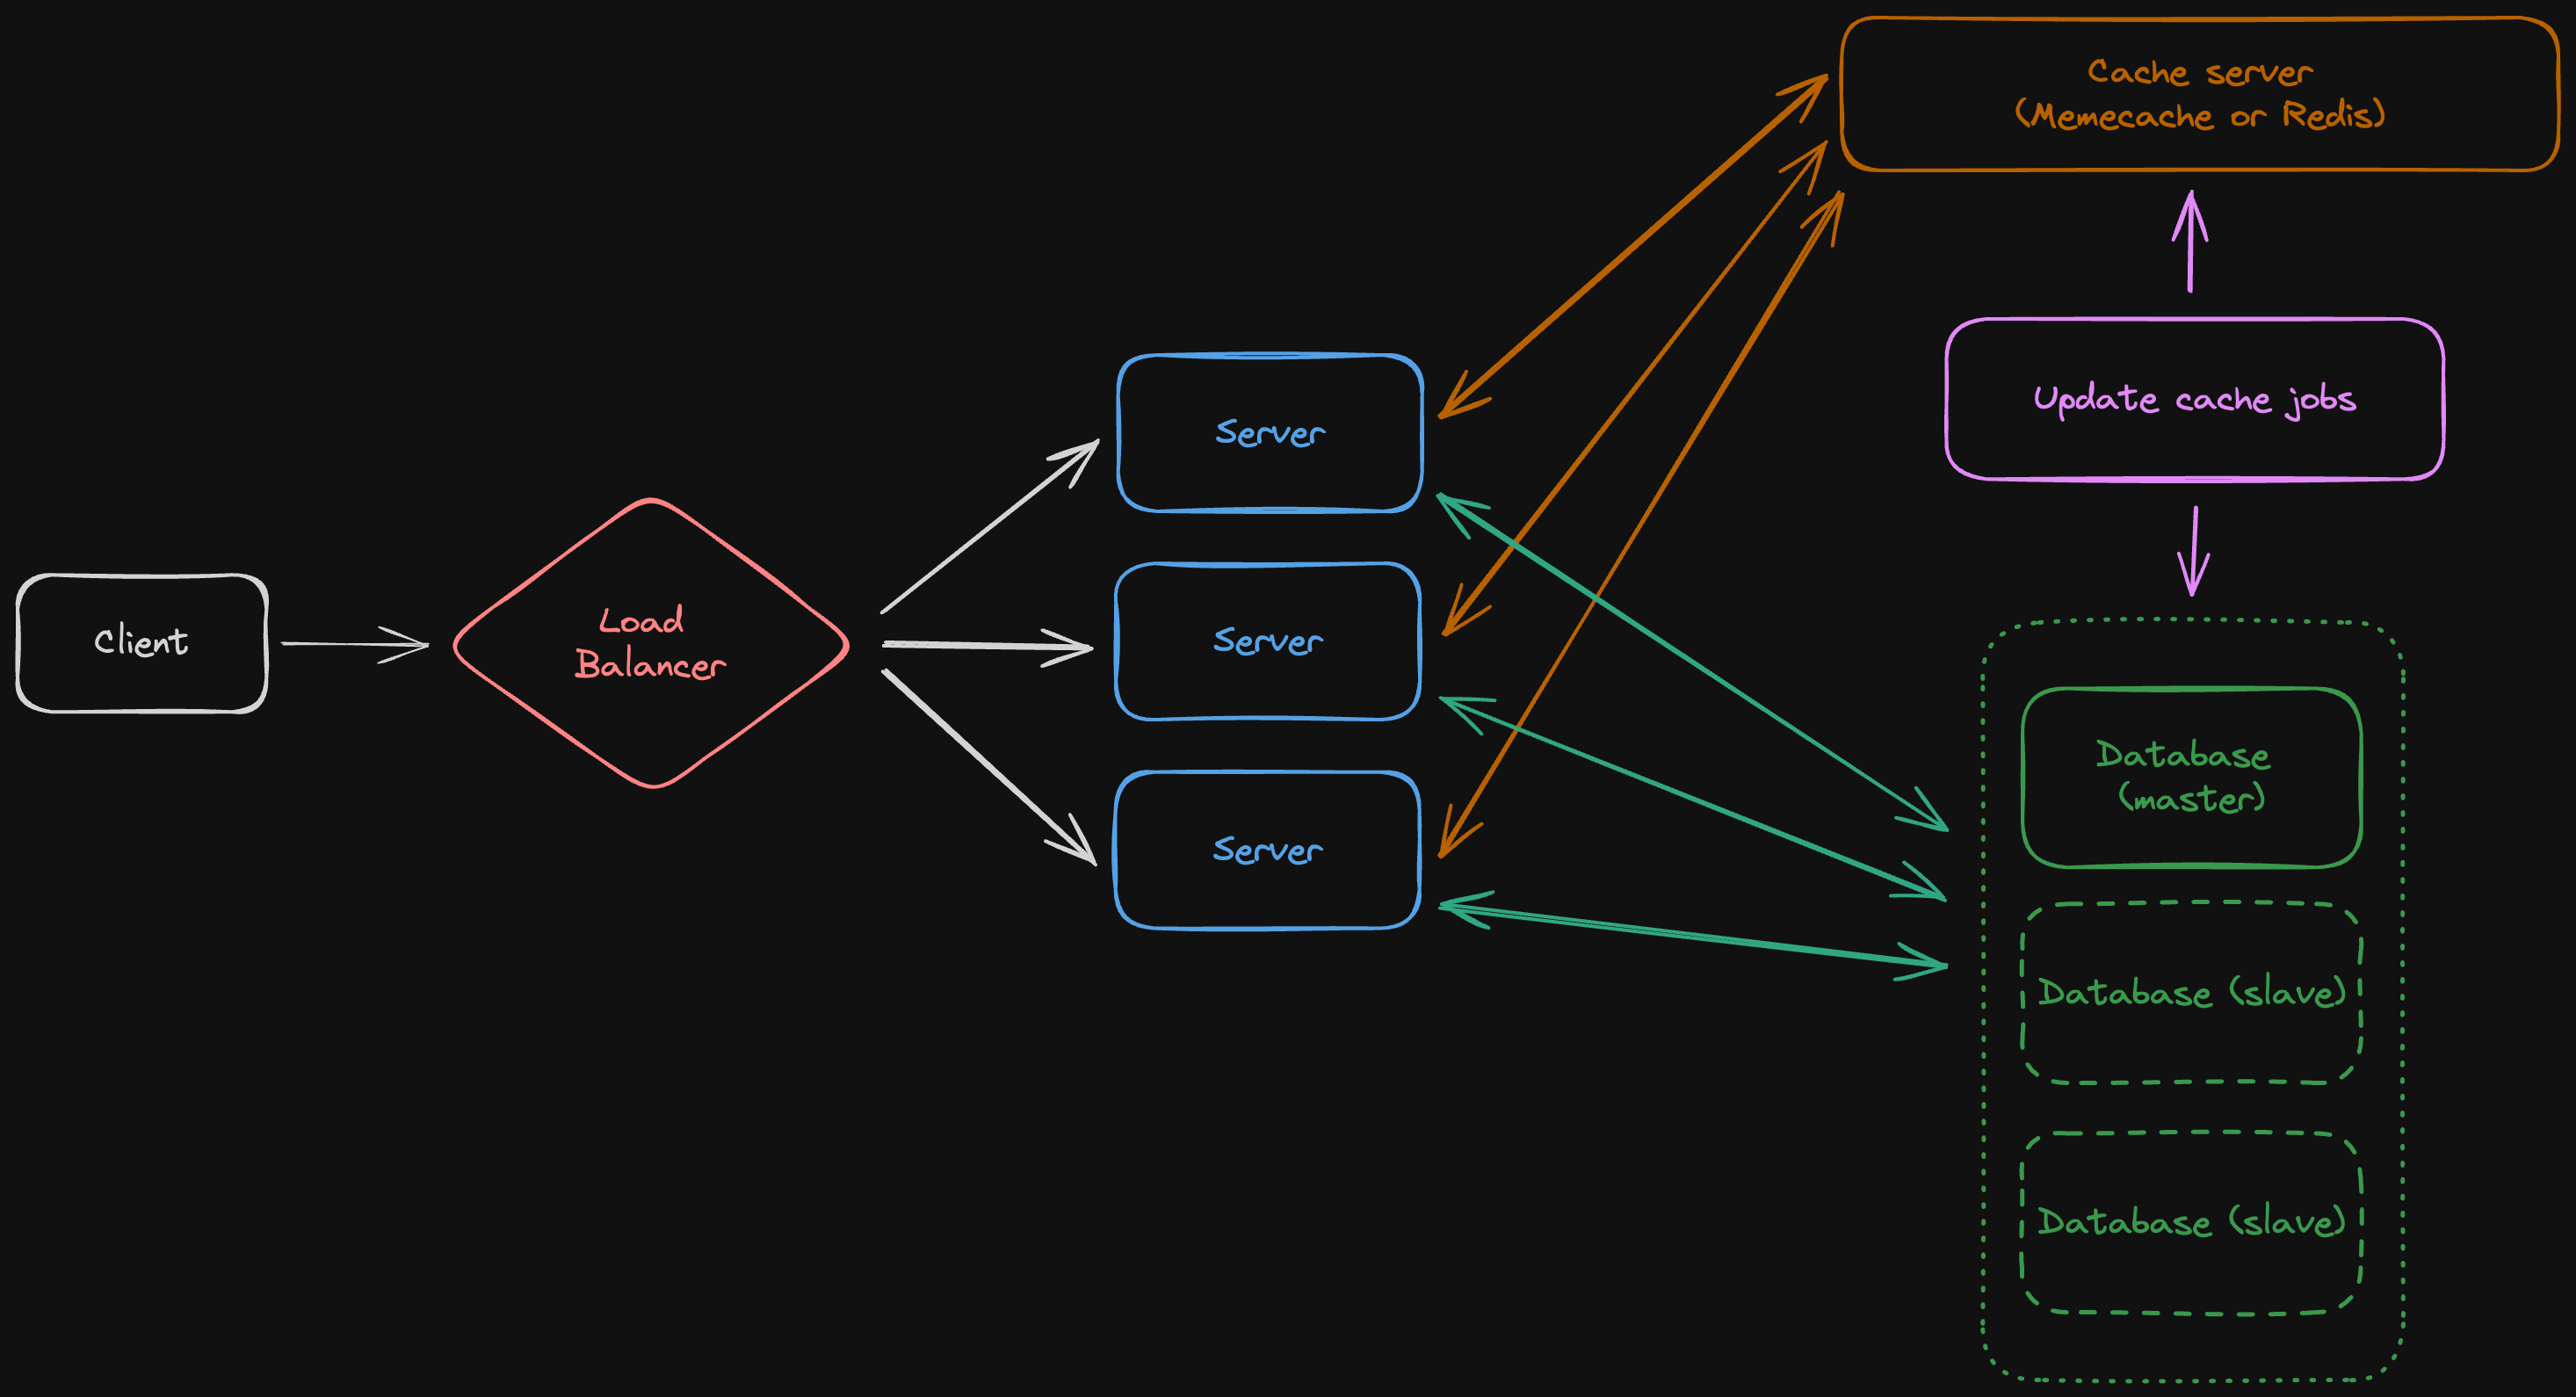 Cache server
(Memecache or Redis)
Update cache jobs
Server
Client
Load
Balancer
Server
Server
Database
(master)
Database (slave)
Database (slave)